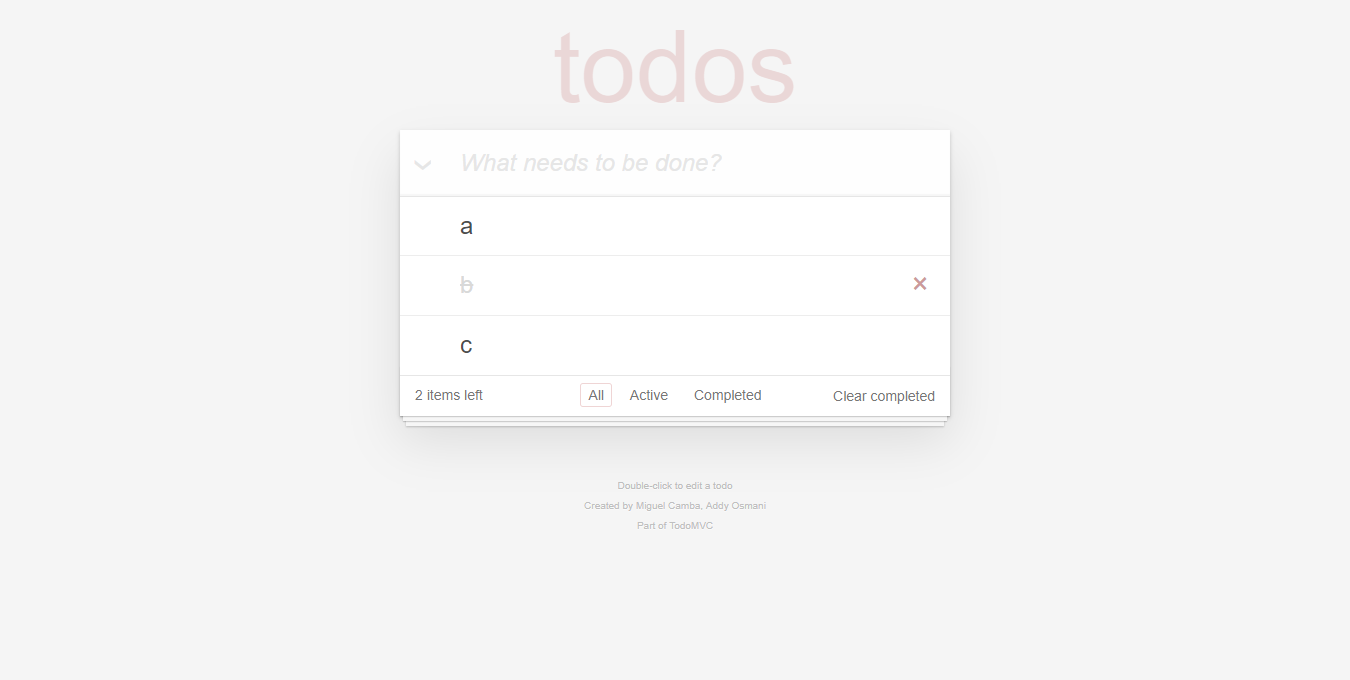 todos
What needs to be done?
a
b
c
2 items left All Active Completed Clear completed
Double-click to edit a todo
Created by Miguel Camba, Addy Osmani
Part of TodoMVC